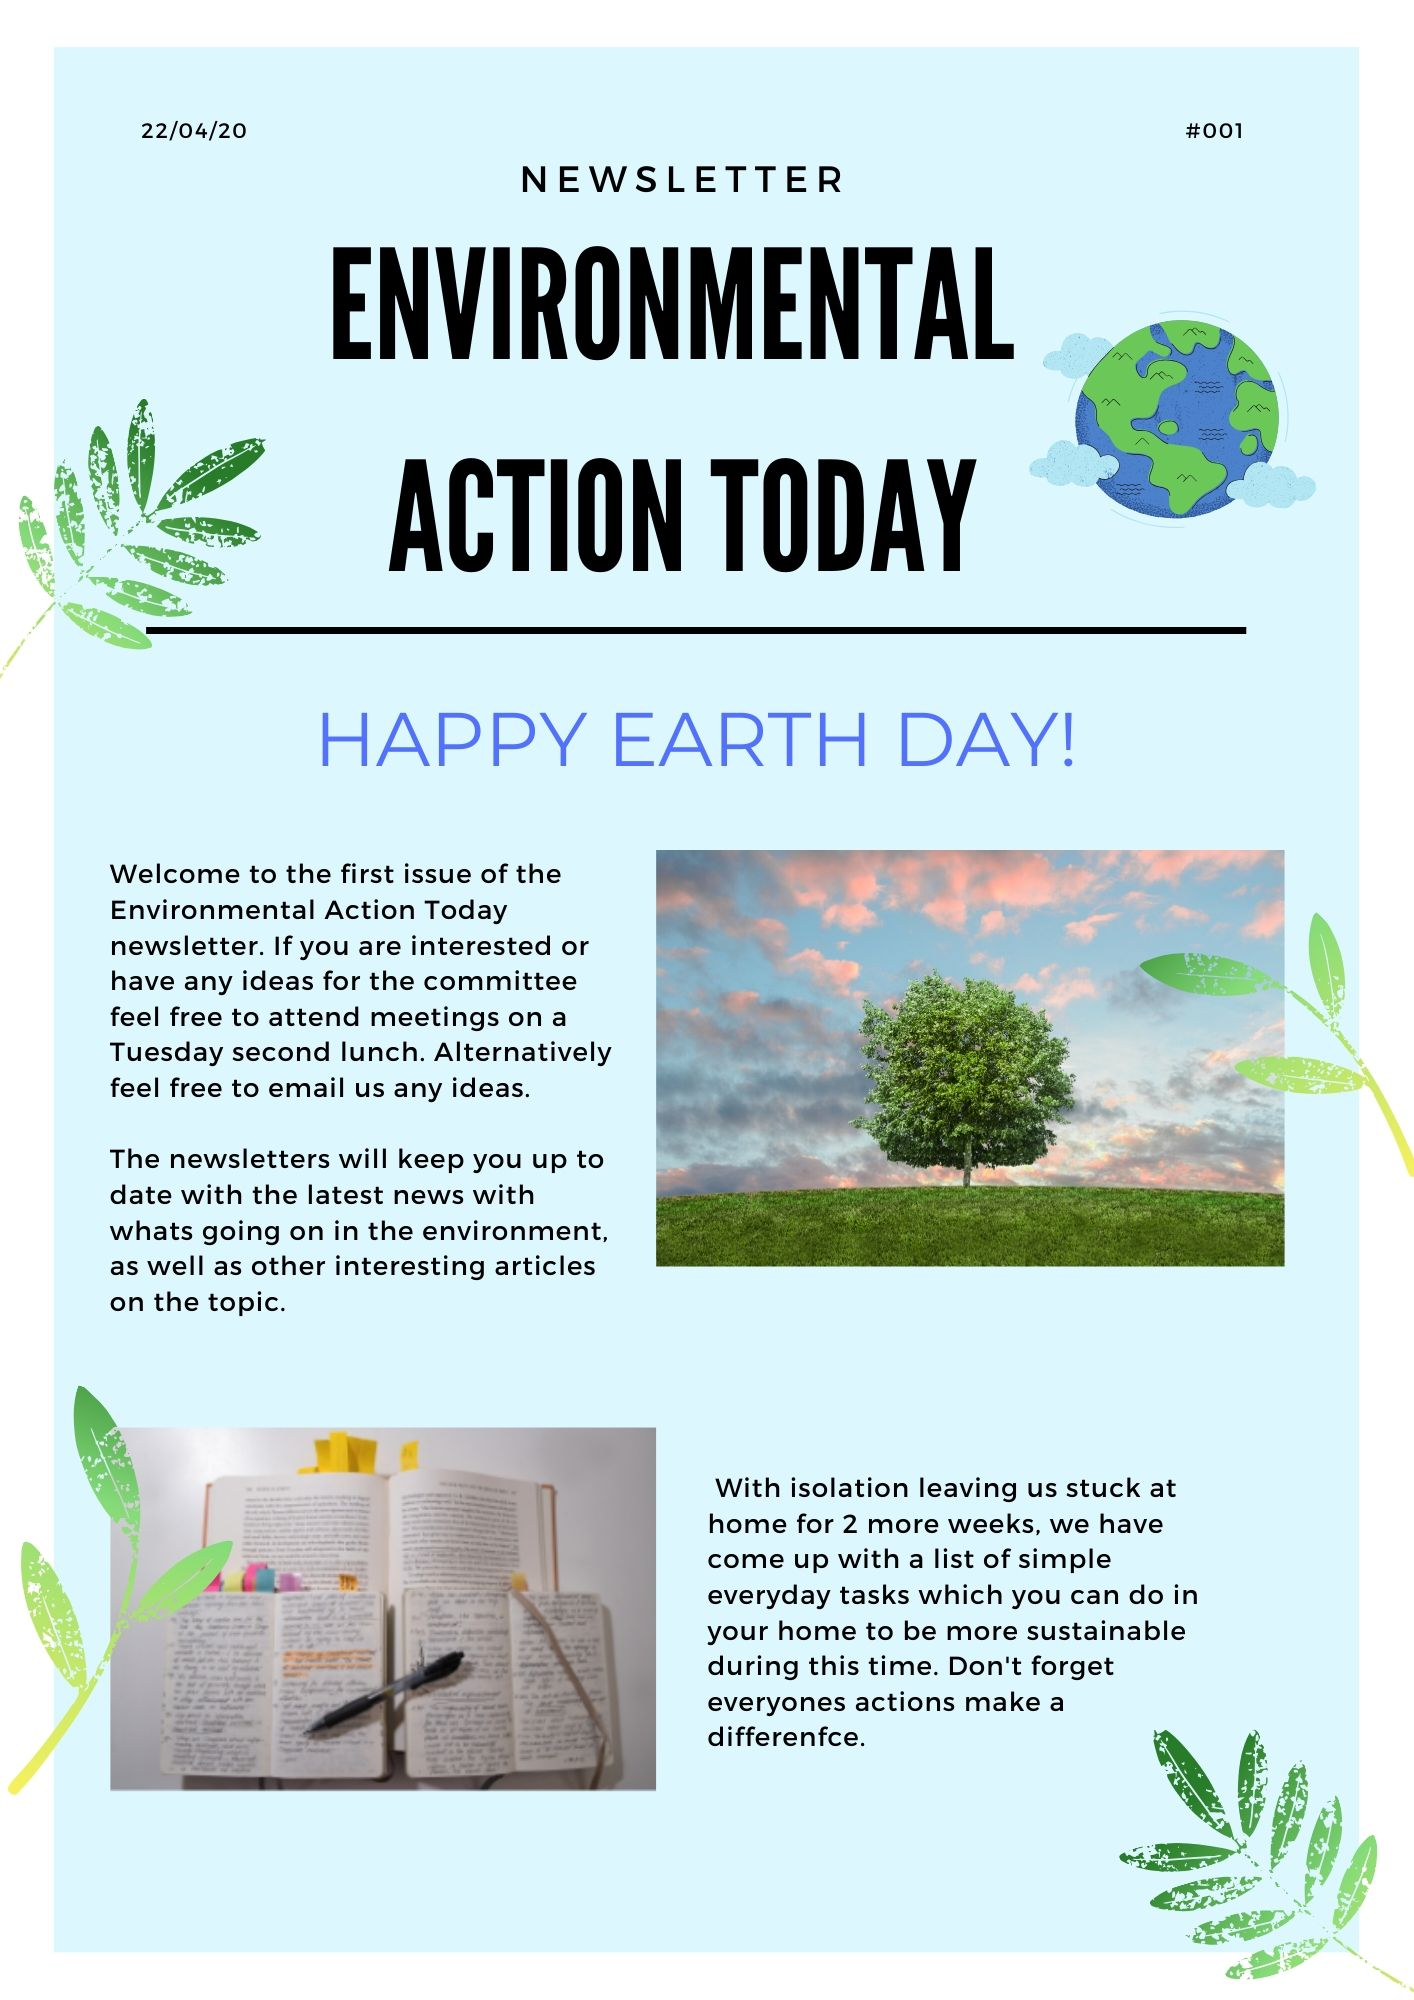 22/04/20
#001
NEWSLETTER
ENVIRONMENTAL
ACTION TODAY
HAPPY EARTH DAY!
Welcome to the first issue of the
Environmental Action Today
newsletter. If you are interested or
have any ideas for the committee
feel free to attend meetings on a
Tuesday second lunch. Alternatively
feel free to email us any ideas.
The newsletters will keep you up to
date with the latest news with
whats going on in the environment,
as well as other interesting articles
on the topic.
With isolation leaving us stuck at
home for 2 more weeks, we have
come up with a list of simple
everyday tasks which you can do in
your home to be more sustainable
during this time. Don't forget
everyones actions make a
differenfce.